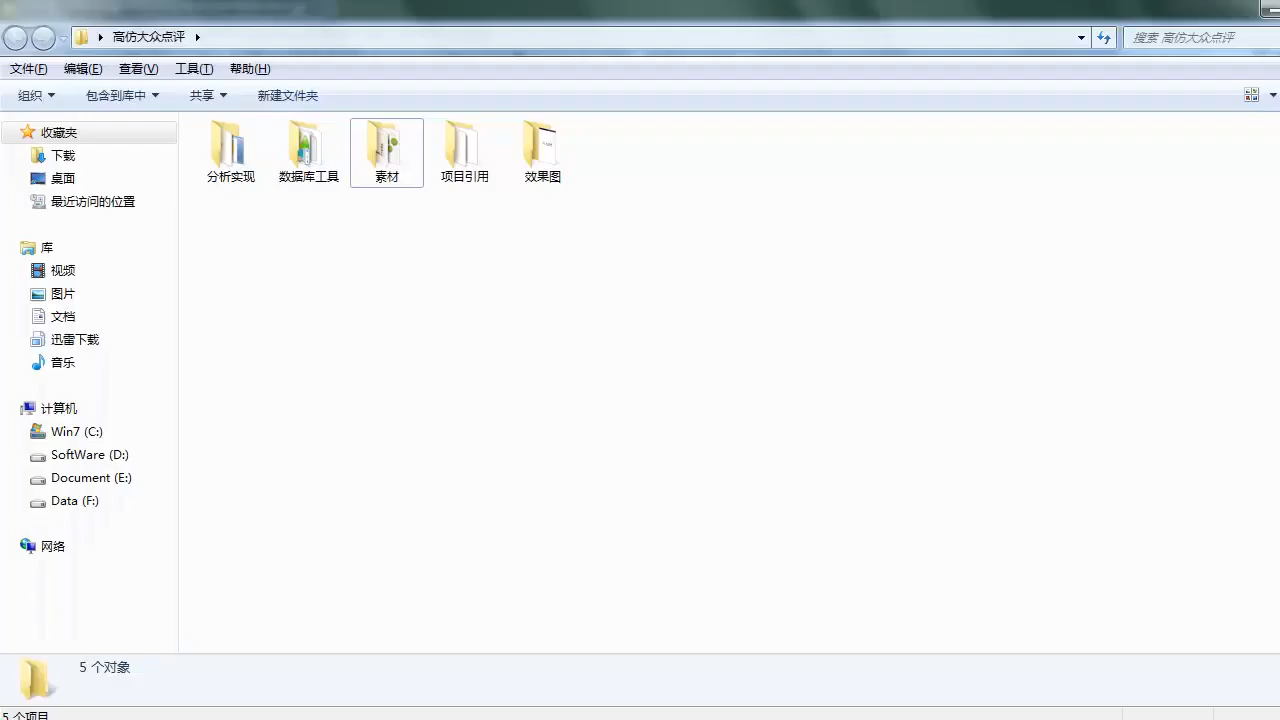 高仿大众点评
搜索 高仿大众点评
文件(F) 编辑(E) 查看(V) 工具(T) 帮助(H)
组织 包含到库中 共享 新建文件夹
收藏夹
下载
桌面
最近访问的位置
库
视频
图片
文档
迅雷下载
音乐
计算机
Win7 (C:)
SoftWare (D:)
Document (E:)
Data (F:)
网络
分析实现 数据库工具 素材 项目引用 效果图
5 个对象
5 个项目